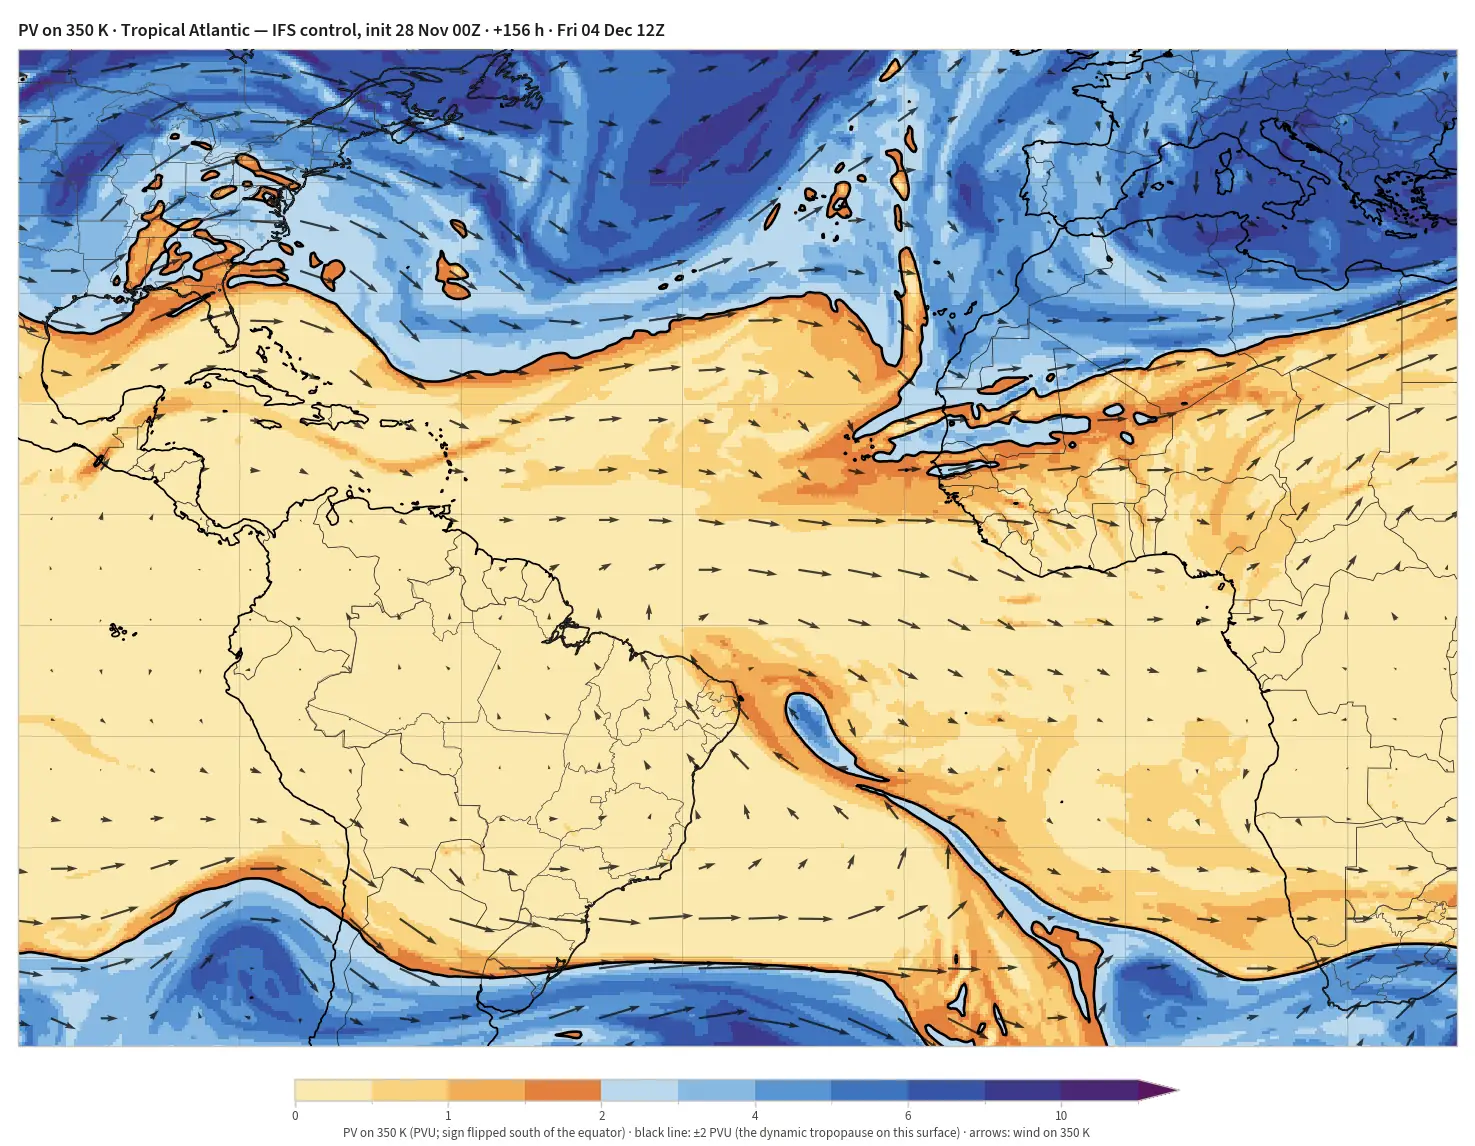 PV on 350 K · Tropical Atlantic — IFS control, init 28 Nov 00Z · +156 h · Fri 04 Dec 12Z
0 1 2 4 6 10
PV on 350 K (PVU; sign flipped south of the equator) · black line: ±2 PVU (the dynamic tropopause on this surface) · arrows: wind on 350 K